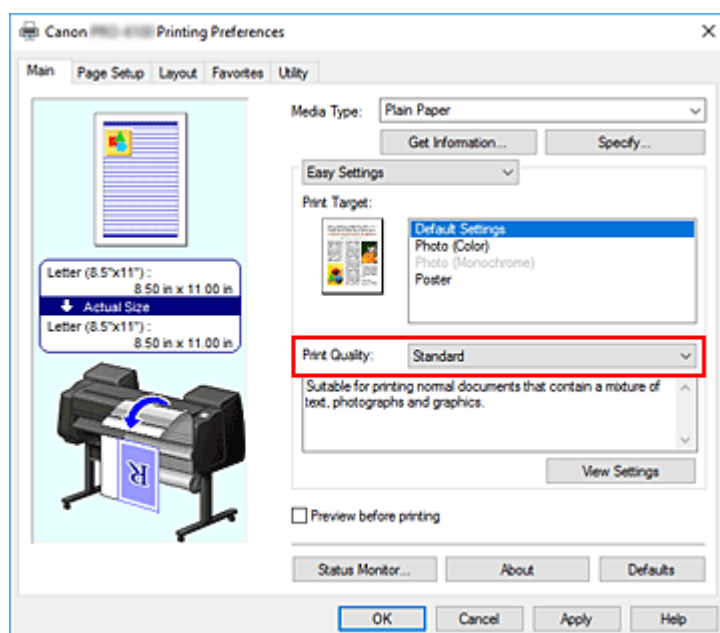 Canon Printing Preferences
Main Page Setup Layout Favorites Utility
Media Type: Plain Paper
Get Information... Specify...
Easy Settings
Print Target:
Default Settings
Photo (Color)
Photo (Monochrome)
Poster
Letter (8.5"x11") :
8.50 in x 11.00 in
Actual Size
Letter (8.5"x11") :
8.50 in x 11.00 in
R
Print Quality: Standard
Suitable for printing normal documents that contain a mixture of
text, photographs and graphics.
View Settings
Preview before printing
Status Monitor... About Defaults
OK Cancel Apply Help